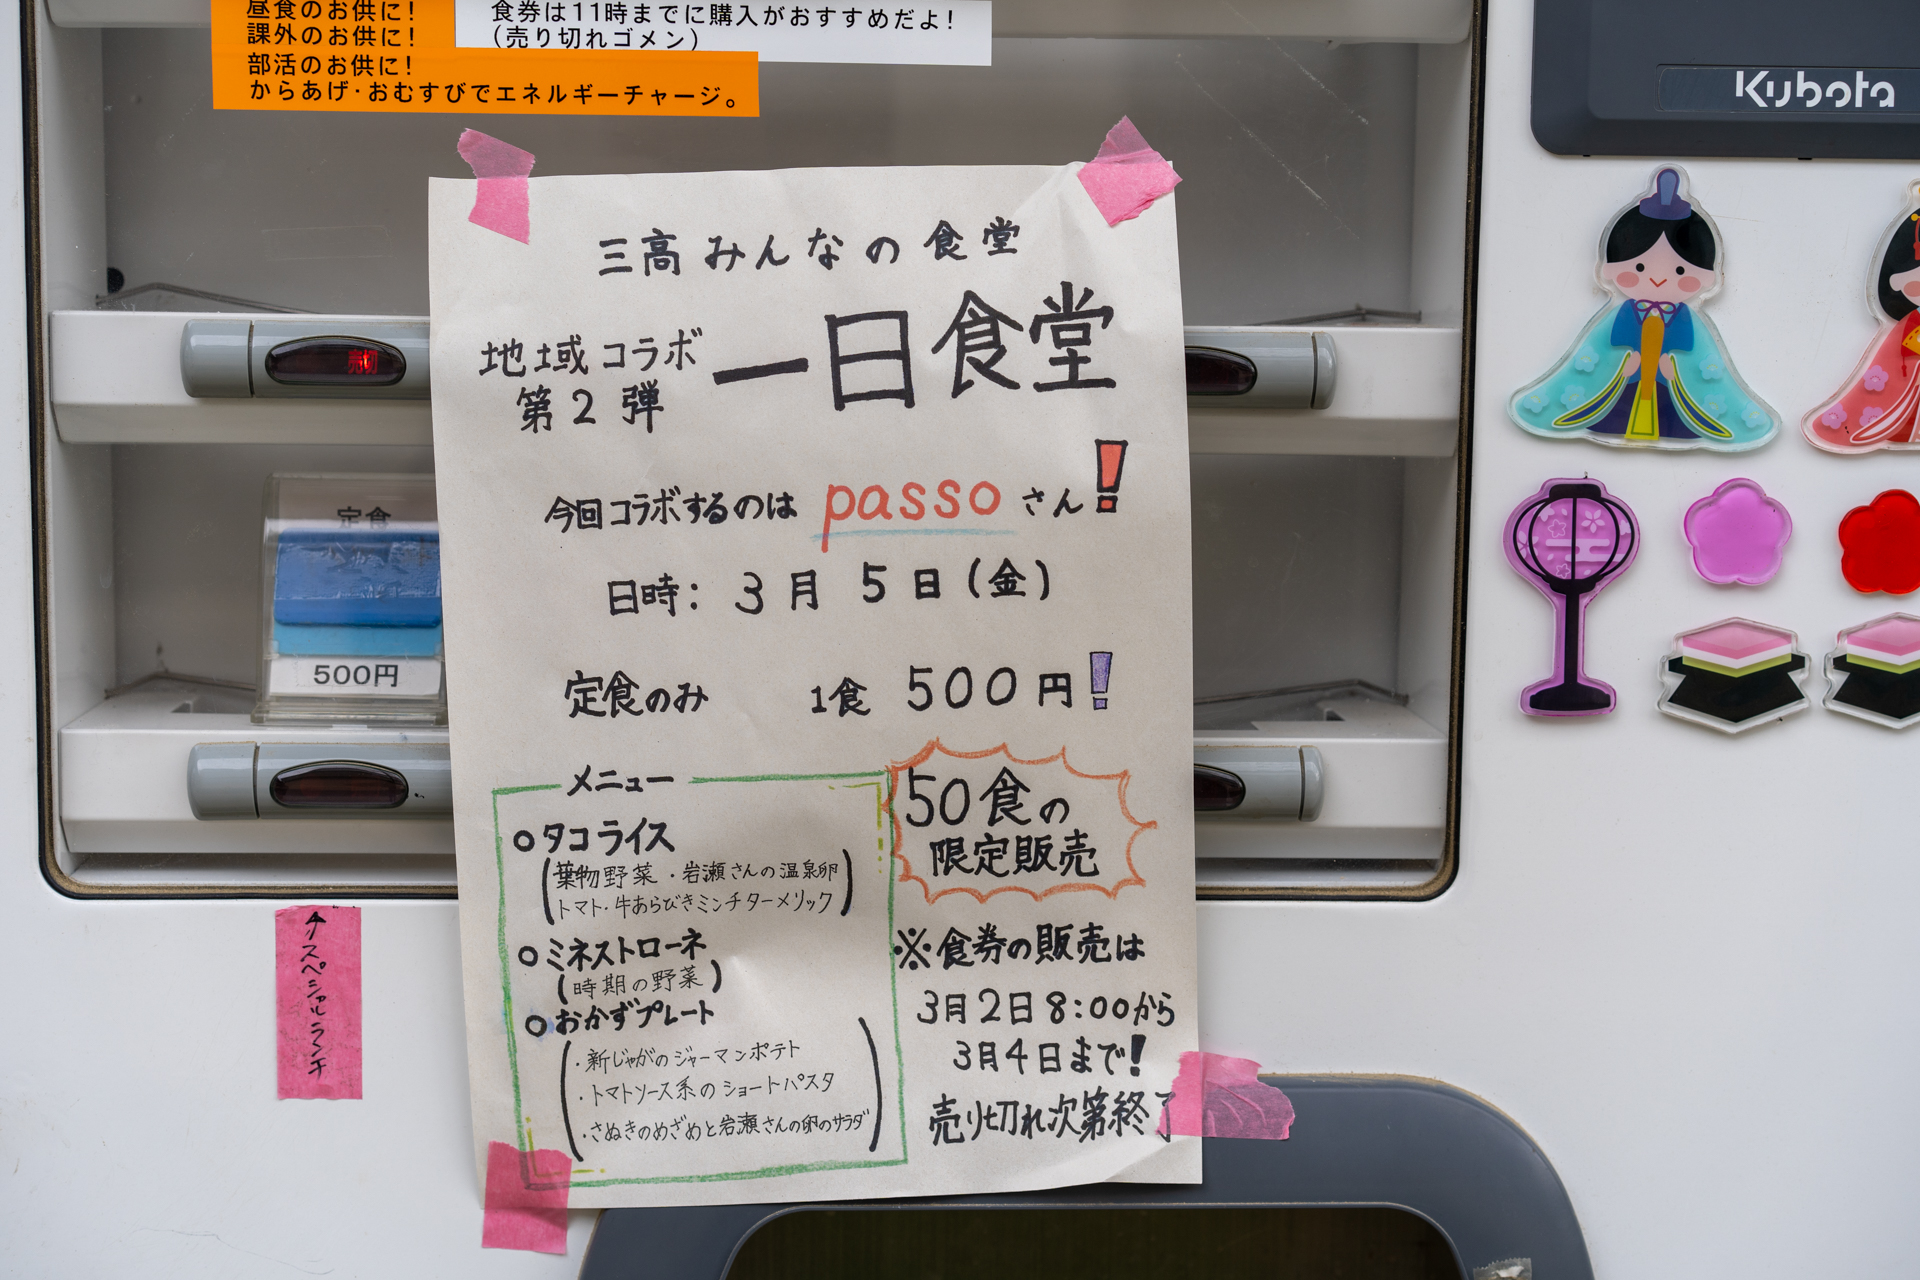 昼食のお供に!
課外のお供に!
部活のお供に!
からあげ･おむすびでエネルギーチャージ。
食券は11時までに購入がおすすめだよ!
(売り切れゴメン)
Kubota
三高みんなの食堂
地域コラボ
第2弾
一日食堂
今回コラボするのは passo さん!
日時: 3月5日(金)
定食のみ 1食 500円!
メニュー
○タコライス
(葉物野菜・岩瀬さんの温泉卵
トマト・牛あらびきミンチターメリック)
○ミネストローネ
(時期の野菜)
○おかずプレート
・新じゃがのジャーマンポテト
・トマトソース系のショートパスタ
・さぬきのめざめと岩瀬さんの卵のサラダ
50食の
限定販売
※食券の販売は
3月2日8:00から
3月4日まで!
売り切れ次第終了
売切
定食
500円
↑スペシャルランチ